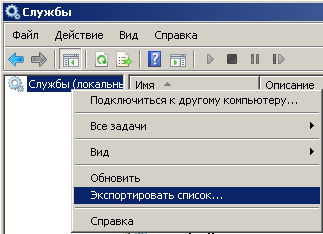 Службы
Файл Действие Вид Справка
Службы (локальны Имя Описание
Подключиться к другому компьютеру...
Все задачи
Вид
Обновить
Экспортировать список...
Справка